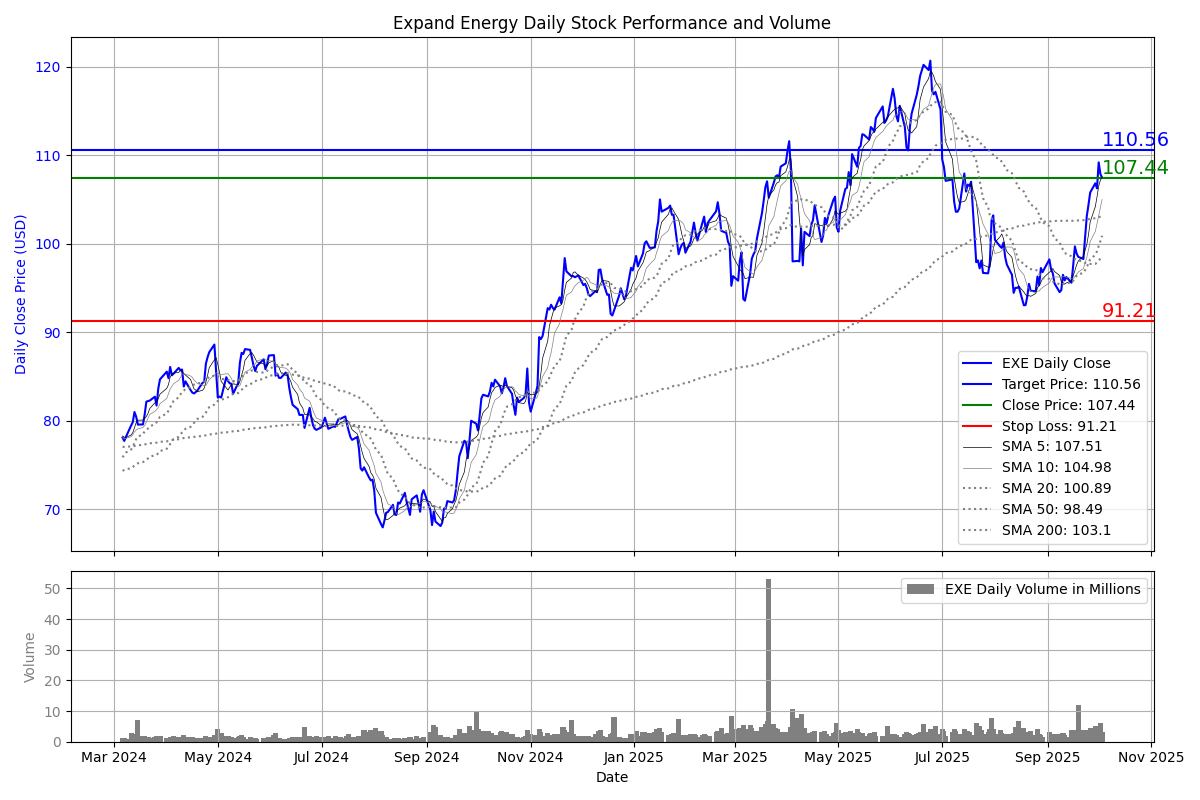 Expand Energy Daily Stock Performance and Volume
Daily Close Price (USD)
120
110
100
90
80
70
110.56
107.44
91.21
EXE Daily Close
Target Price: 110.56
Close Price: 107.44
Stop Loss: 91.21
SMA 5: 107.51
SMA 10: 104.98
SMA 20: 100.89
SMA 50: 98.49
SMA 200: 103.1
Volume
50
40
30
20
10
0
EXE Daily Volume in Millions
Mar 2024 May 2024 Jul 2024 Sep 2024 Nov 2024 Jan 2025 Mar 2025 May 2025 Jul 2025 Sep 2025 Nov 2025
Date